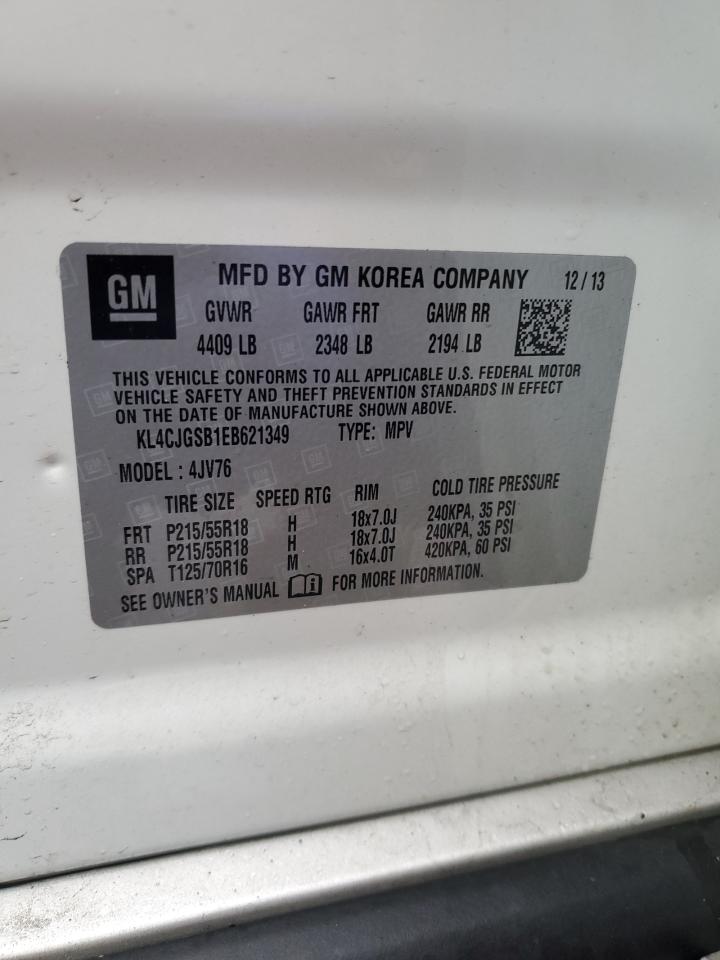 GM MFD BY GM KOREA COMPANY 12 / 13
GVWR GAWR FRT GAWR RR
4409 LB 2348 LB 2194 LB
THIS VEHICLE CONFORMS TO ALL APPLICABLE U.S. FEDERAL MOTOR
VEHICLE SAFETY AND THEFT PREVENTION STANDARDS IN EFFECT
ON THE DATE OF MANUFACTURE SHOWN ABOVE.
KL4CJGSB1EB621349 TYPE: MPV
MODEL : 4JV76
TIRE SIZE SPEED RTG RIM COLD TIRE PRESSURE
FRT P215/55R18 H 18x7.0J 240KPA, 35 PSI
RR P215/55R18 H 18x7.0J 240KPA, 35 PSI
SPA T125/70R16 M 16x4.0T 420KPA, 60 PSI
SEE OWNER'S MANUAL FOR MORE INFORMATION.